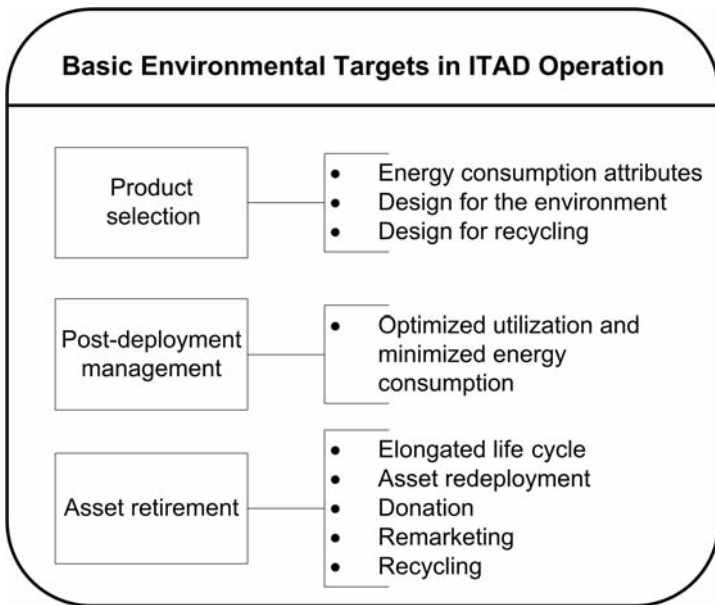 Basic Environmental Targets in ITAD Operation
Product
selection
• Energy consumption attributes
• Design for the environment
• Design for recycling
Post-deployment
management
• Optimized utilization and
minimized energy
consumption
Asset retirement
• Elongated life cycle
• Asset redeployment
• Donation
• Remarketing
• Recycling